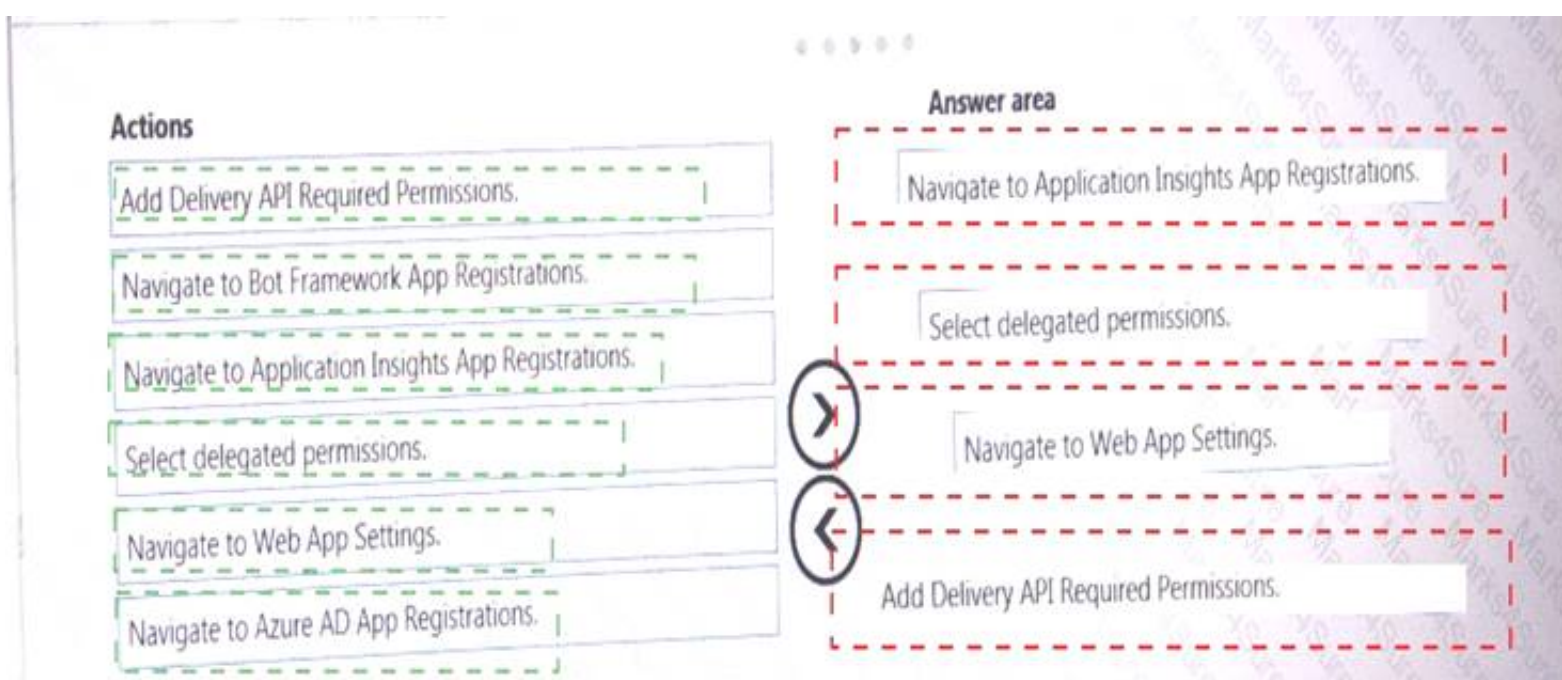 Actions
Add Delivery API Required Permissions.
Navigate to Bot Framework App Registrations.
Navigate to Application Insights App Registrations.
Select delegated permissions.
Navigate to Web App Settings.
Navigate to Azure AD App Registrations.
Answer area
Navigate to Application Insights App Registrations.
Select delegated permissions.
Navigate to Web App Settings.
Add Delivery API Required Permissions.
Marks4Sure